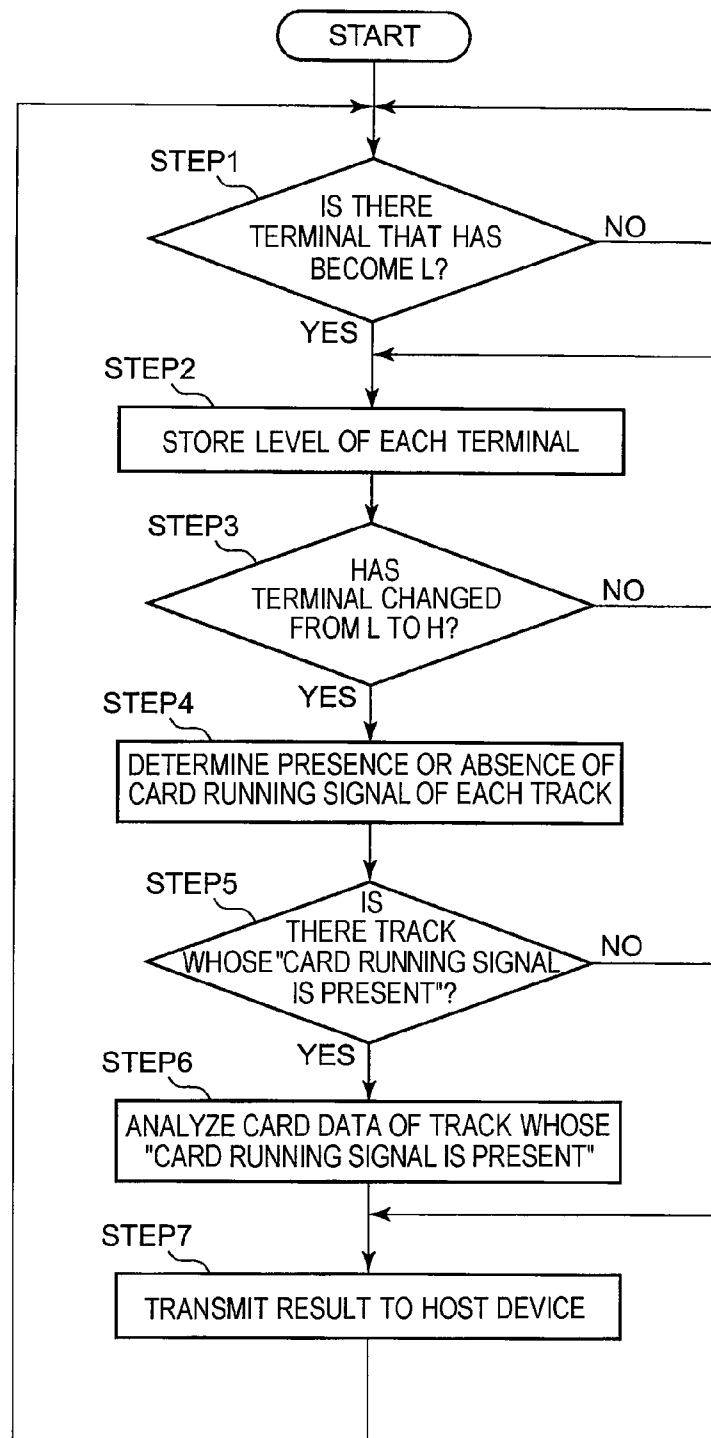 START
STEP1
IS THERE
TERMINAL THAT HAS
BECOME L?
NO
YES
STEP2
STORE LEVEL OF EACH TERMINAL
STEP3
HAS
TERMINAL CHANGED
FROM L TO H?
NO
YES
STEP4
DETERMINE PRESENCE OR ABSENCE OF
CARD RUNNING SIGNAL OF EACH TRACK
STEP5
IS
THERE TRACK
WHOSE"CARD RUNNING SIGNAL
IS PRESENT"?
NO
YES
STEP6
ANALYZE CARD DATA OF TRACK WHOSE
"CARD RUNNING SIGNAL IS PRESENT"
STEP7
TRANSMIT RESULT TO HOST DEVICE